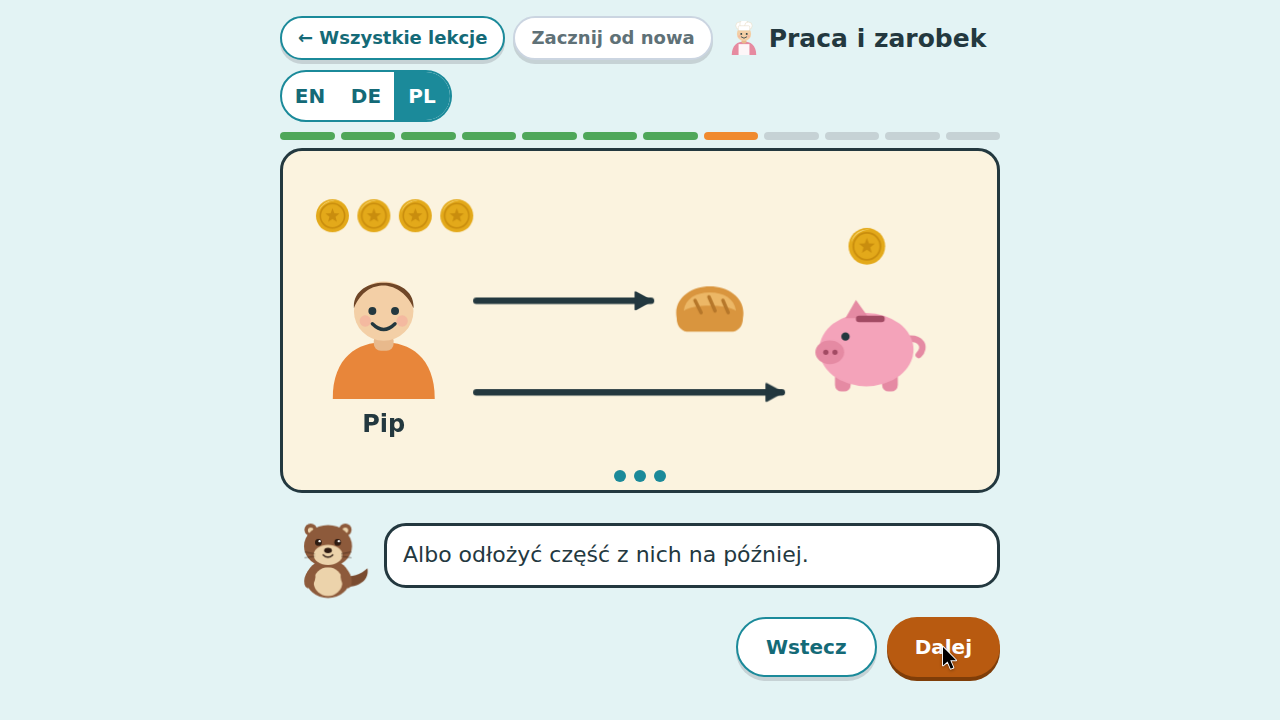 ← Wszystkie lekcje
Zacznij od nowa
Praca i zarobek
EN DE PL
Pip
Albo odłożyć część z nich na później.
Wstecz
Dalej